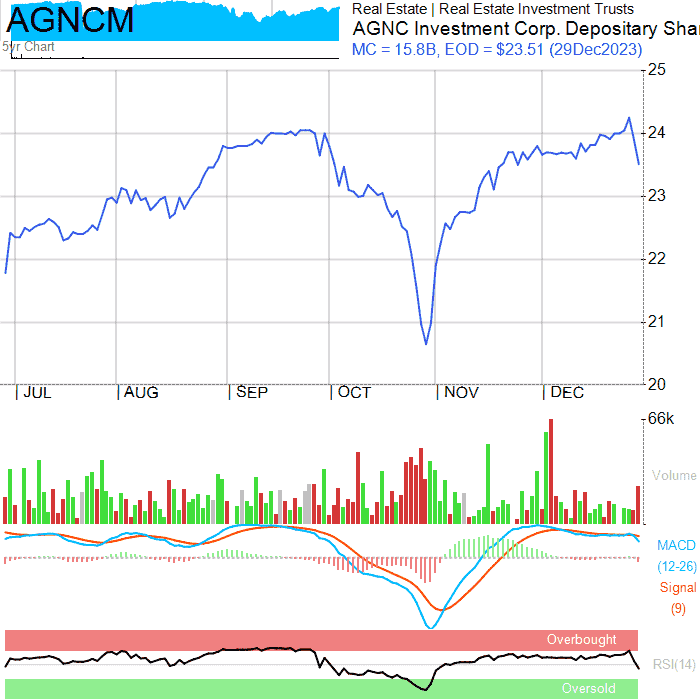 AGNCM
5yr Chart
Real Estate | Real Estate Investment Trusts
AGNC Investment Corp. Depositary Shar
MC = 15.8B, EOD = $23.51 (29Dec2023)
25
24
23
22
21
20
JUL AUG SEP OCT NOV DEC
66k
Volume
MACD
(12-26)
Signal
(9)
Overbought
RSI(14)
Oversold